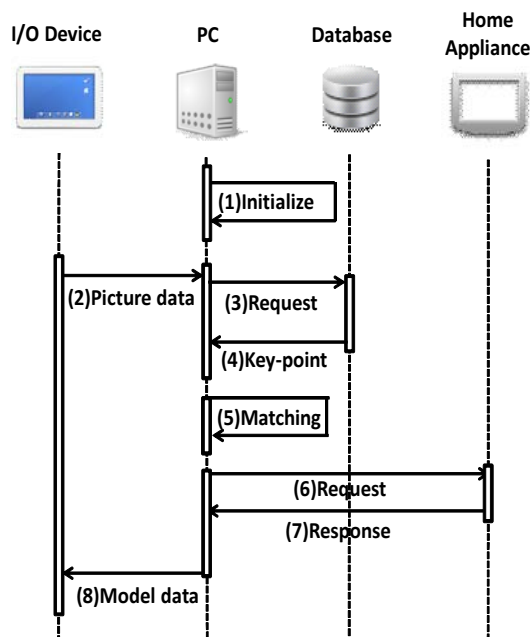 I/O Device
PC
Database
Home
Appliance
(1)Initialize
(2)Picture data
(3)Request
(4)Key-point
(5)Matching
(6)Request
(7)Response
(8)Model data